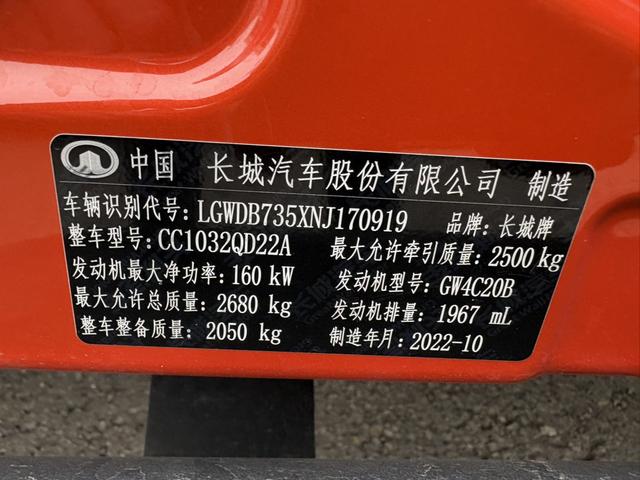 中国 长城汽车股份有限公司 制造
车辆识别代号: LGWDB735XNJ170919 品牌: 长城牌
整车型号: CC1032QD22A 最大允许牵引质量: 2500 kg
发动机最大净功率: 160 kW 发动机型号: GW4C20B
最大允许总质量: 2680 kg 发动机排量: 1967 mL
整车整备质量: 2050 kg 制造年月: 2022-10